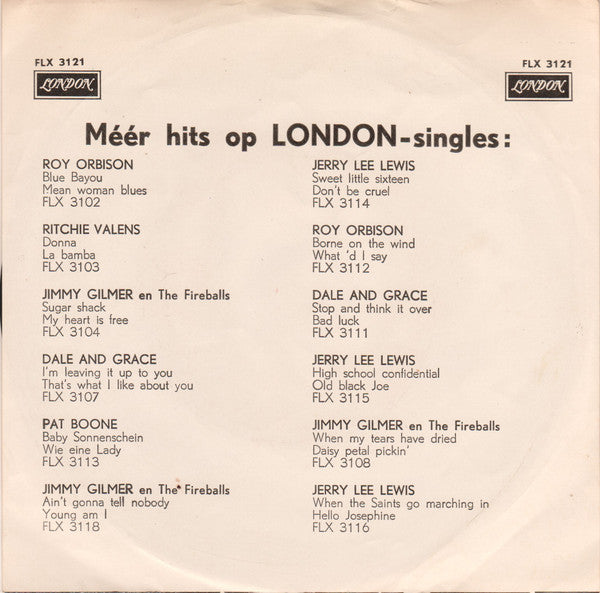 FLX 3121
LONDON
FLX 3121
LONDON
Méér hits op LONDON-singles:
ROY ORBISON
Blue Bayou
Mean woman blues
FLX 3102
RITCHIE VALENS
Donna
La bamba
FLX 3103
JIMMY GILMER en The Fireballs
Sugar shack
My heart is free
FLX 3104
DALE AND GRACE
I'm leaving it up to you
That's what I like about you
FLX 3107
PAT BOONE
Baby Sonnenschein
Wie eine Lady
FLX 3113
JIMMY GILMER en The Fireballs
Ain't gonna tell nobody
Young am I
FLX 3118
JERRY LEE LEWIS
Sweet little sixteen
Don't be cruel
FLX 3114
ROY ORBISON
Borne on the wind
What 'd I say
FLX 3112
DALE AND GRACE
Stop and think it over
Bad luck
FLX 3111
JERRY LEE LEWIS
High school confidential
Old black Joe
FLX 3115
JIMMY GILMER en The Fireballs
When my tears have dried
Daisy petal pickin'
FLX 3108
JERRY LEE LEWIS
When the Saints go marching in
Hello Josephine
FLX 3116